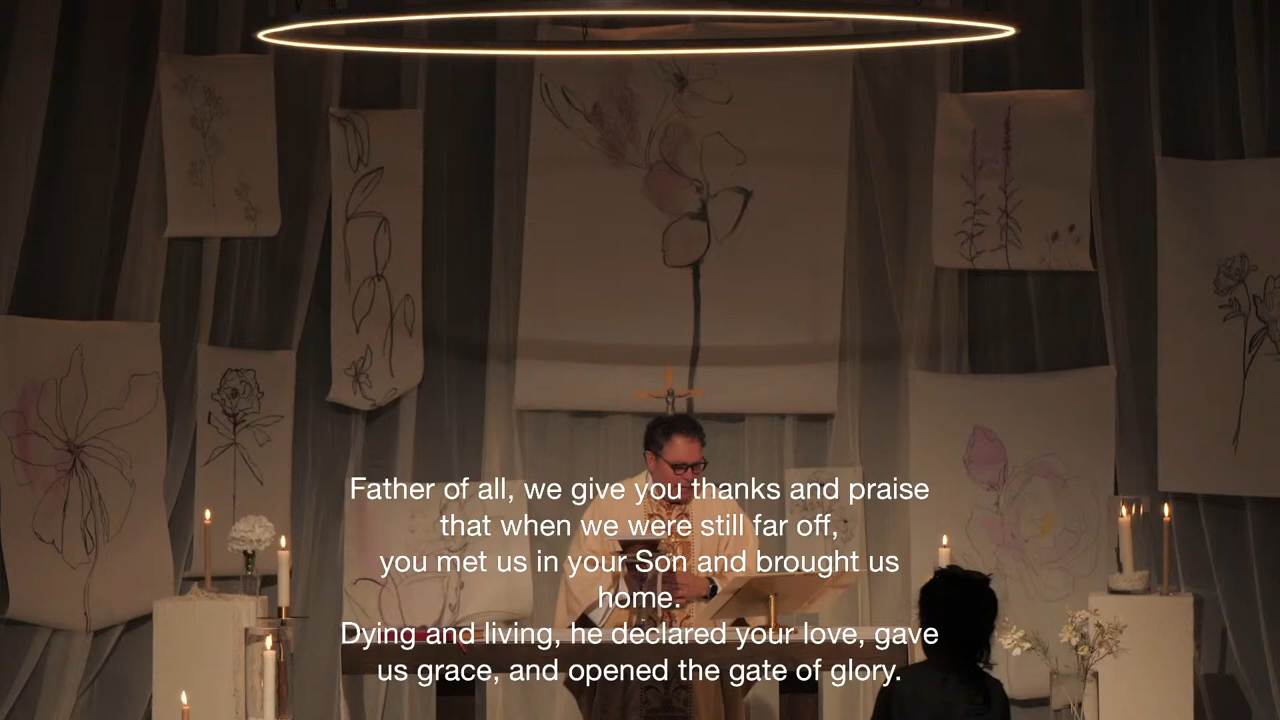 Father of all, we give you thanks and praise
that when we were still far off,
you met us in your Son and brought us
home.
Dying and living, he declared your love, gave
us grace, and opened the gate of glory.